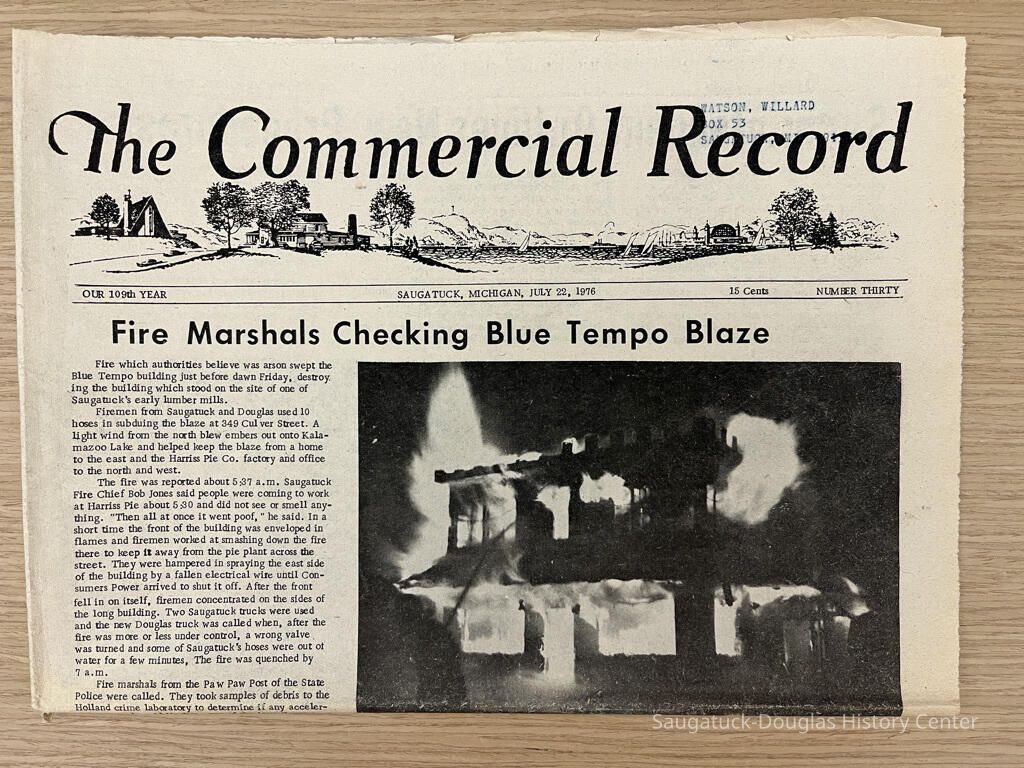 WATSON, WILLARD
BOX 53
The Commercial Record
OUR 109th YEAR
SAUGATUCK, MICHIGAN, JULY 22, 1976
15 Cents
NUMBER THIRTY
Fire Marshals Checking Blue Tempo Blaze
Fire which authorities believe was arson swept the
Blue Tempo building just before dawn Friday, destroy
ing the building which stood on the site of one of
Saugatuck's early lumber mills.
Firemen from Saugatuck and Douglas used 10
hoses in subduing the blaze at 349 Culver Street. A
light wind from the north blew embers out onto Kala-
mazoo Lake and helped keep the blaze from a home
to the east and the Harriss Pie Co. factory and office
to the north and west.
The fire was reported about 5:37 a.m. Saugatuck
Fire Chief Bob Jones said people were coming to work
at Harriss Pie about 5:30 and did not see or smell any-
thing. "Then all at once it went poof," he said. In a
short time the front of the building was enveloped in
flames and firemen worked at smashing down the fire
there to keep it away from the pie plant across the
street. They were hampered in spraying the east side
of the building by a fallen electrical wire until Con-
sumers Power arrived to shut it off. After the front
fell in on itself, firemen concentrated on the sides of
the long building. Two Saugatuck trucks were used
and the new Douglas truck was called when, after the
fire was more or less under control, a wrong valve
was turned and some of Saugatuck's hoses were out of
water for a few minutes, The fire was quenched by
7 a.m.
Fire marshals from the Paw Paw Post of the State
Police were called. They took samples of debris to the
Holland crime laboratory to determine if any acceler-
Saugatuck-Douglas History Center